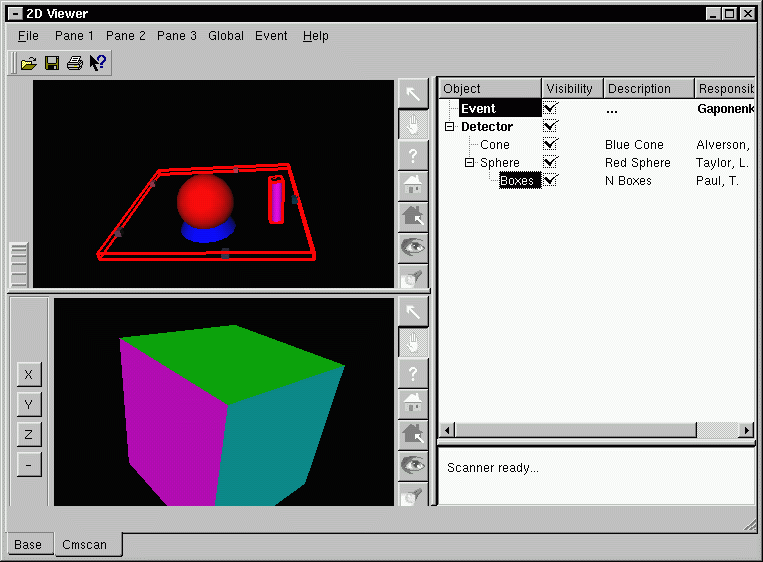 2D Viewer
File Pane 1 Pane 2 Pane 3 Global Event Help
Object Visibility Description Responsib
Event ... Gaponenk
Detector
Cone Blue Cone Alverson,
Sphere Red Sphere Taylor, L.
Boxes N Boxes Paul, T.
X
Y
Z
-
Scanner ready...
Base Cmscan